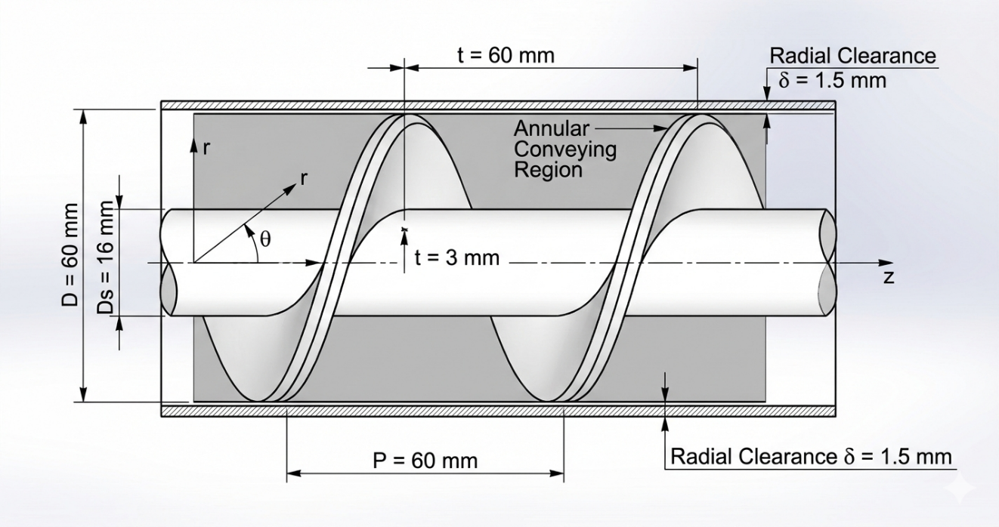 t = 60 mm
Radial Clearance
δ = 1.5 mm
Annular
Conveying
Region
r
r
θ
D = 60 mm
Ds = 16 mm
t = 3 mm
z
P = 60 mm
Radial Clearance δ = 1.5 mm